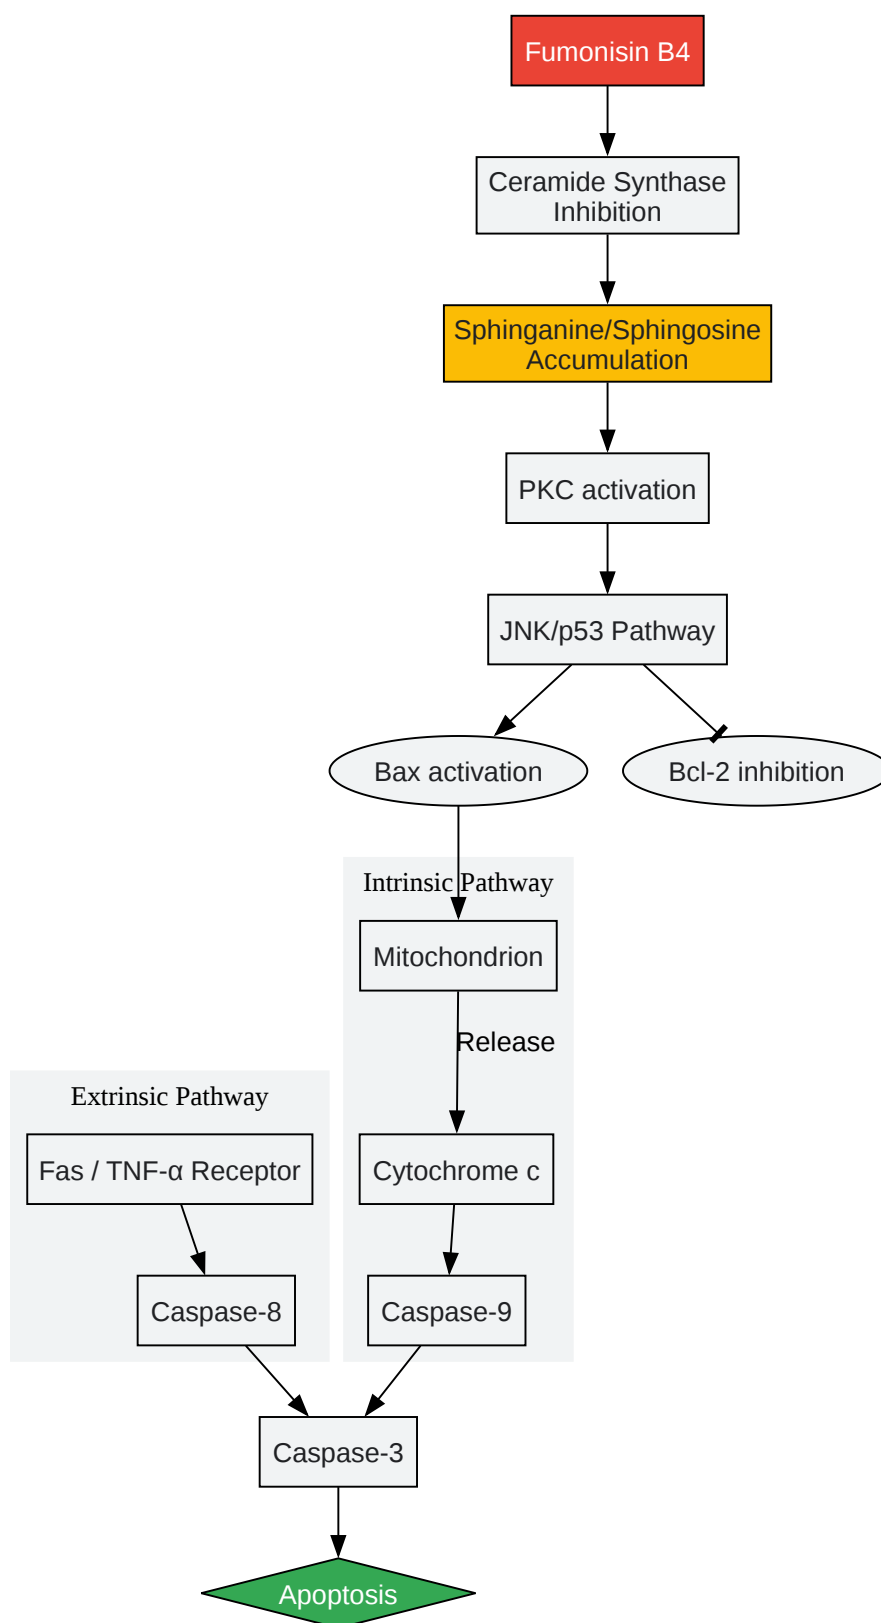 Fumonisin B4
Ceramide Synthase
Inhibition
Sphinganine/Sphingosine
Accumulation
PKC activation
JNK/p53 Pathway
Bax activation
Bcl-2 inhibition
Intrinsic Pathway
Mitochondrion
Release
Extrinsic Pathway
Fas / TNF-α Receptor
Cytochrome c
Caspase-8
Caspase-9
Caspase-3
Apoptosis